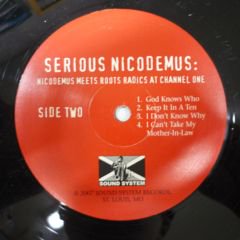 SERIOUS NICODEMUS:
NICODEMUS MEETS ROOTS RADICS AT CHANNEL ONE
SIDE TWO
1. God Knows Who
2. Keep It In A Ten
3. I Don't Know Why
4. I Can't Take My
Mother-In-Law
SOUND SYSTEM
© 2007 SOUND SYSTEM RECORDS,
ST. LOUIS, MO